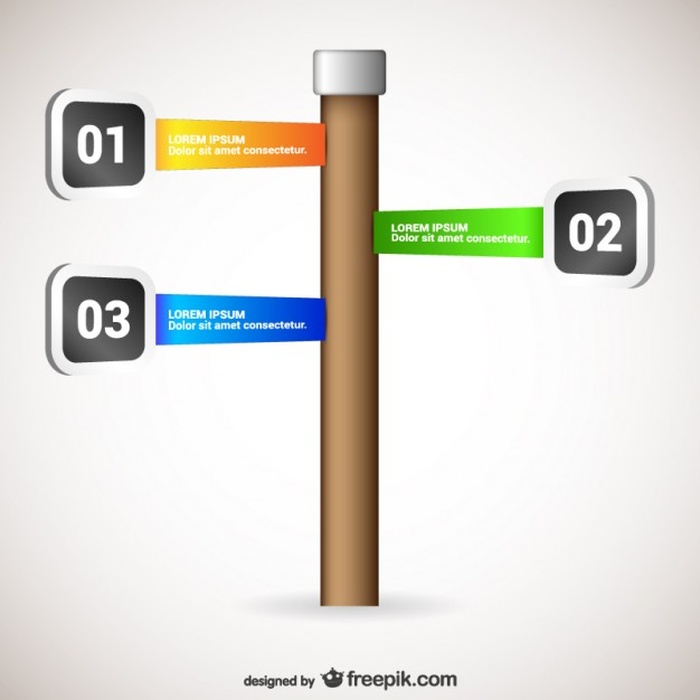 01
LOREM IPSUM
Dolor sit amet consectetur.
02
LOREM IPSUM
Dolor sit amet consectetur.
03
LOREM IPSUM
Dolor sit amet consectetur.
designed by freepik.com